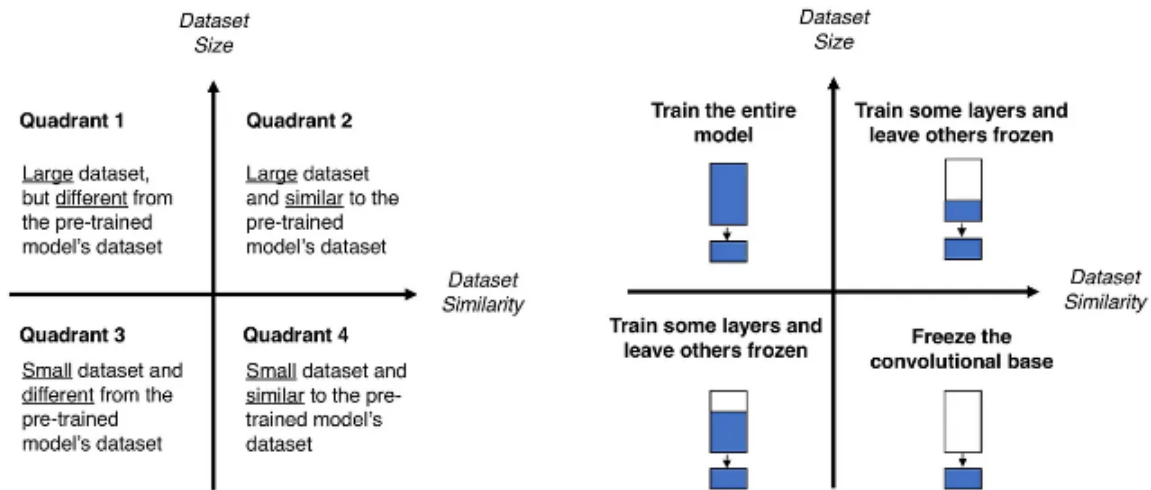 Dataset
Size
Quadrant 1
Large dataset,
but different from
the pre-trained
model's dataset
Quadrant 2
Large dataset
and similar to the
pre-trained
model's dataset
Dataset
Similarity
Quadrant 3
Small dataset and
different from the
pre-trained
model's dataset
Quadrant 4
Small dataset and
similar to the pre-
trained model's
dataset
Dataset
Size
Train the entire
model
Train some layers and
leave others frozen
Dataset
Similarity
Train some layers and
leave others frozen
Freeze the
convolutional base